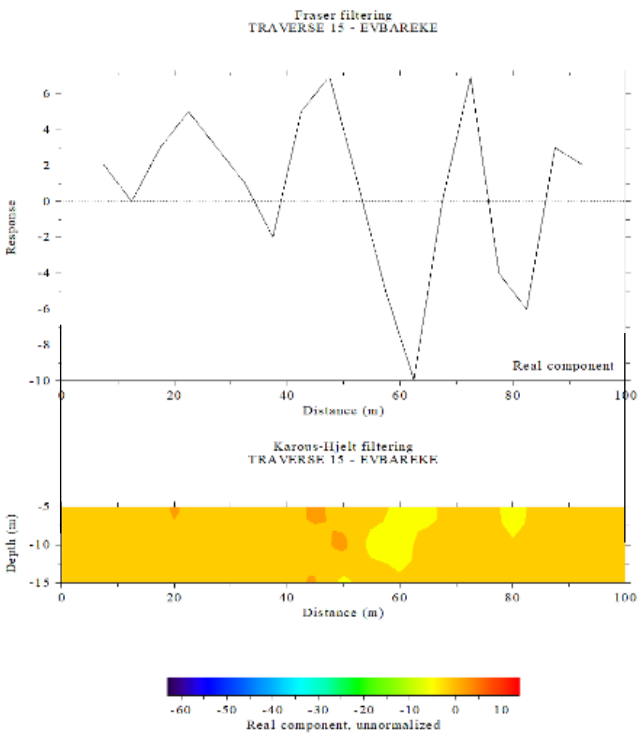 Fraser filtering
TRAVERSE 15 - EVBAREKE
6
4
2
0
-2
-4
-6
-8
-10
Response
Real component
0 20 40 60 80 100
Distance (m)
Karous-Hjelt filtering
TRAVERSE 15 - EVBAREKE
-5
-10
-15
Depth (m)
0 20 40 60 80 100
Distance (m)
-60 -50 -40 -30 -20 -10 0 10
Real component, unnormalized